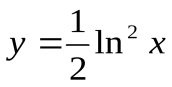 y = 1/2 ln² x